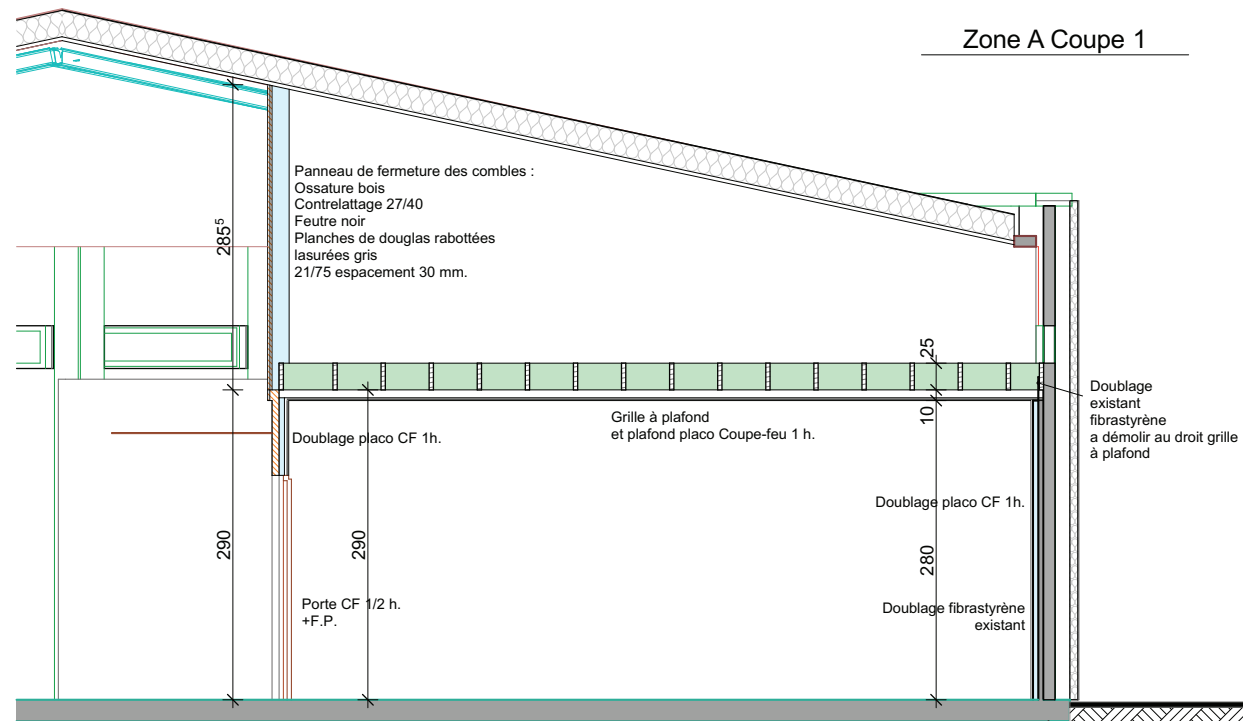 Zone A Coupe 1
Panneau de fermeture des combles :
Ossature bois
Contrelattage 27/40
Feutre noir
Planches de douglas rabottées
lasurées gris
21/75 espacement 30 mm.
285⁵
25
10
Doublage
existant
fibrastyrène
a démolir au droit grille
à plafond
Grille à plafond
et plafond placo Coupe-feu 1 h.
Doublage placo CF 1h.
Doublage placo CF 1h.
290
290
280
Porte CF 1/2 h.
+F.P.
Doublage fibrastyrène
existant